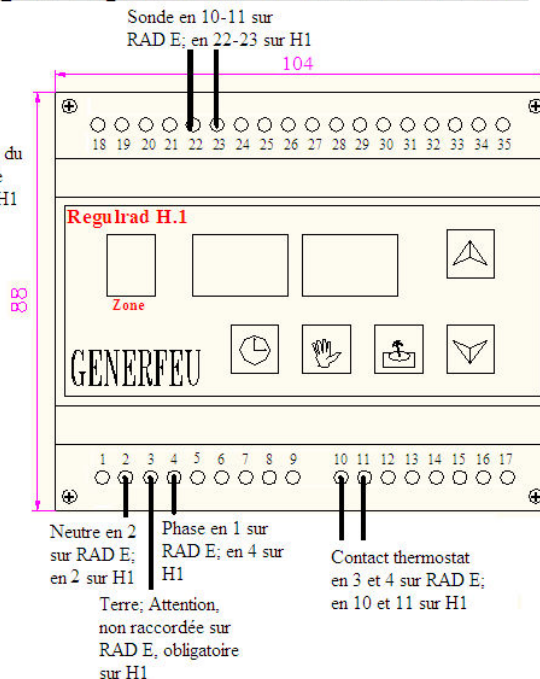 Sonde en 10-11 sur
RAD E; en 22-23 sur H1
104
18 19 20 21 22 23 24 25 26 27 28 29 30 31 32 33 34 35
du
H1
88
Regulrad H.1
Zone
GENERFEU
1 2 3 4 5 6 7 8 9 10 11 12 13 14 15 16 17
Neutre en 2
sur RAD E;
en 2 sur H1
Phase en 1 sur
RAD E; en 4 sur
H1
Terre; Attention,
non raccordée sur
RAD E, obligatoire
sur H1
Contact thermostat
en 3 et 4 sur RAD E;
en 10 et 11 sur H1